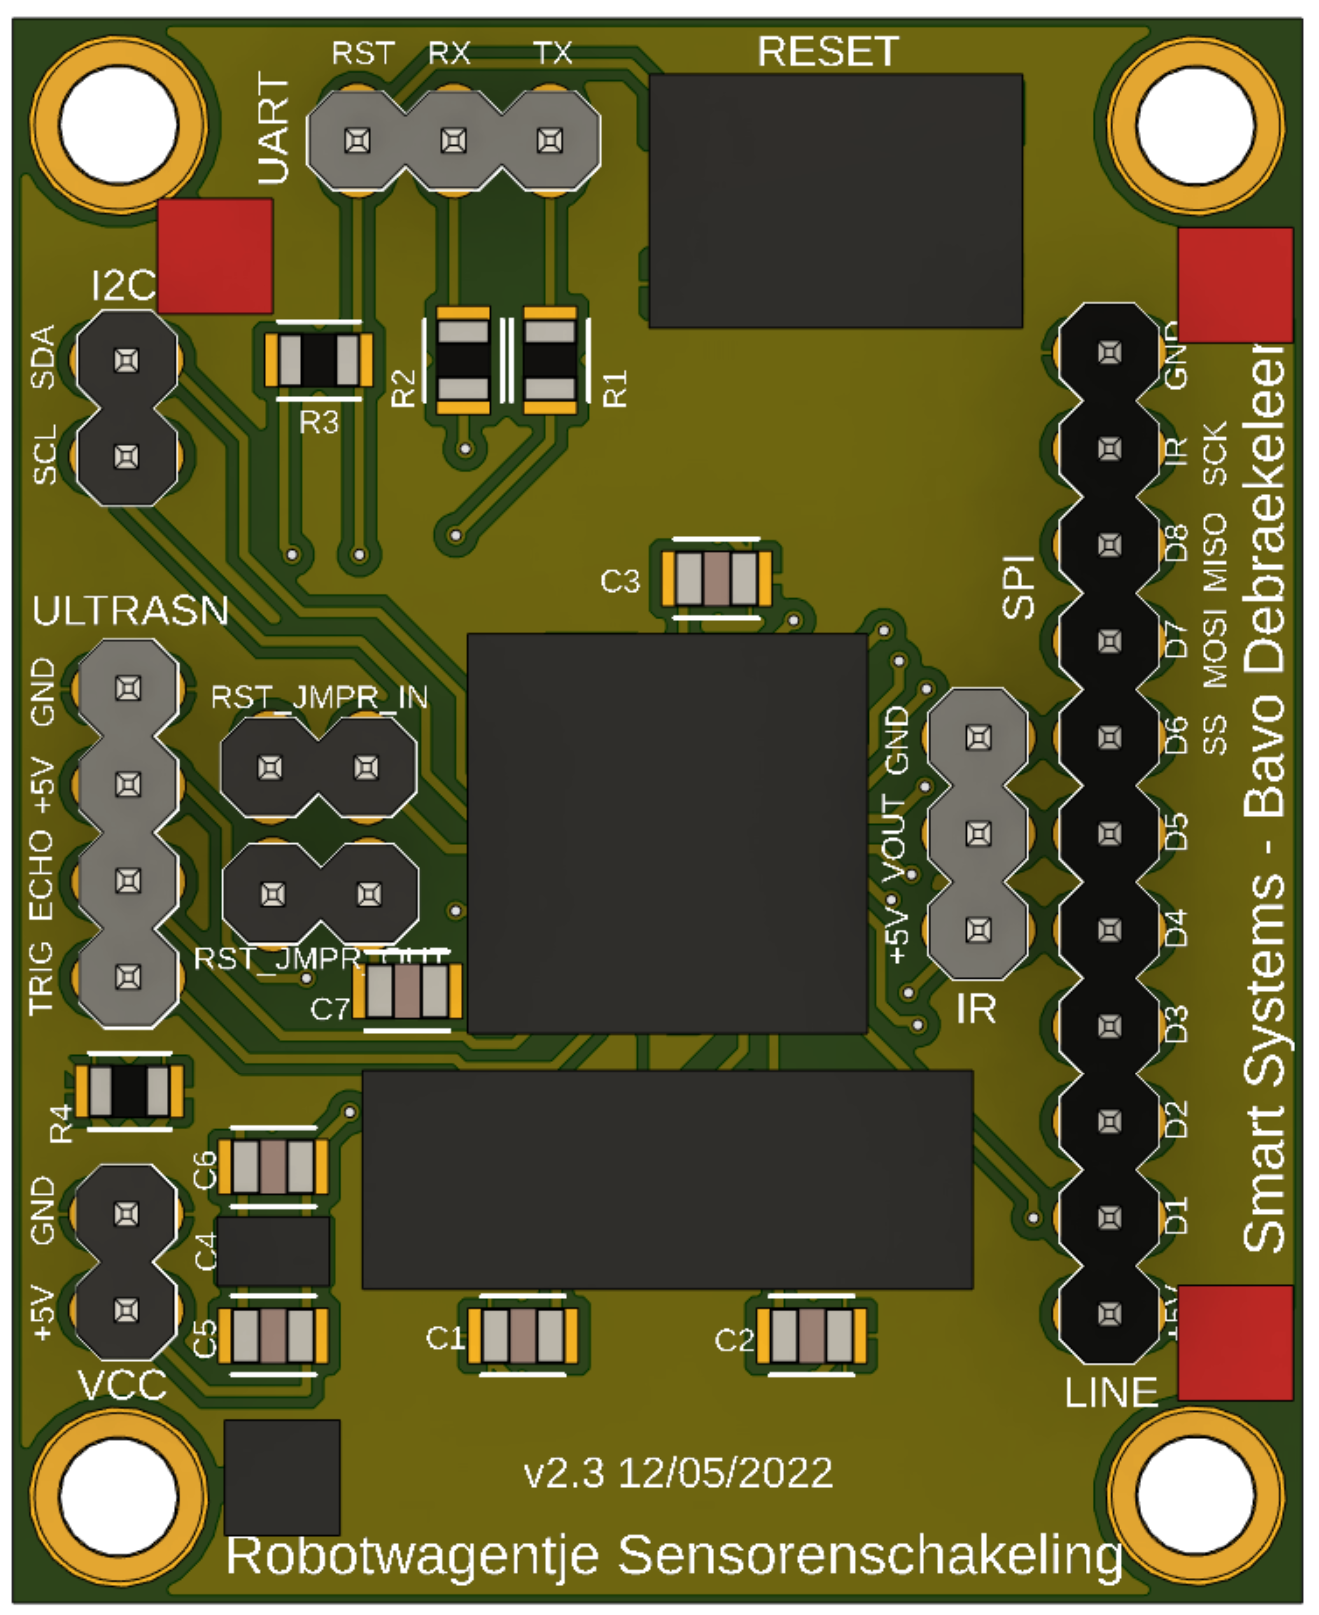 RST RX TX
UART
RESET
I2C
SDA
SCL
R3
R2
R1
GND
IR
D8
D7
D6
D5
D4
D3
D2
D1
+5V
LINE
SCK
MISO
MOSI
SS
SPI
Smart Systems - Bavo Debraekeleer
C3
ULTRASN
GND
+5V
ECHO
TRIG
RST_JMPR_IN
RST_JMPR_OUT
C7
GND
VOUT
+5V
IR
R4
C6
C4
C5
GND
+5V
VCC
C1
C2
v2.3 12/05/2022
Robotwagentje Sensorenschakeling